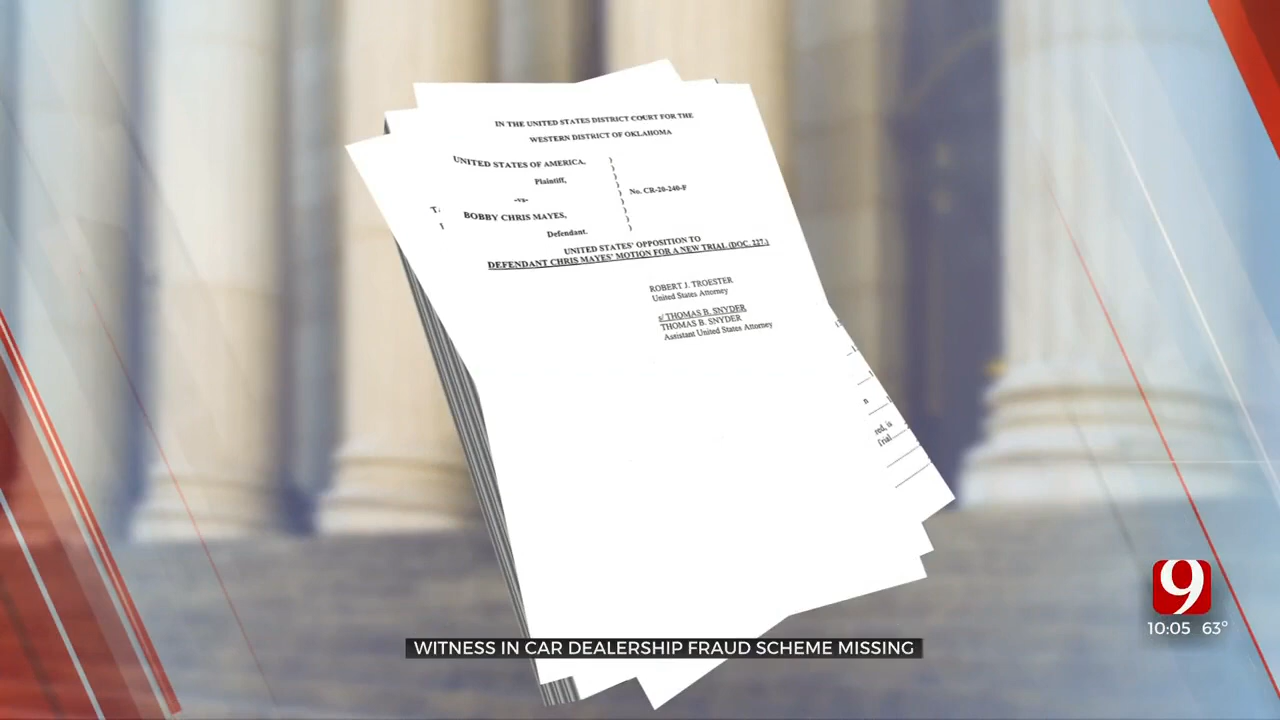 IN THE UNITED STATES DISTRICT COURT FOR THE
WESTERN DISTRICT OF OKLAHOMA
UNITED STATES OF AMERICA,
Plaintiff,
-vs-
BOBBY CHRIS MAYES,
Defendant.
)
)
)
)
)
)
)
)
No. CR-20-240-F
UNITED STATES' OPPOSITION TO
DEFENDANT CHRIS MAYES' MOTION FOR A NEW TRIAL (DOC. 227.)
ROBERT J. TROESTER
United States Attorney
s/ THOMAS B. SNYDER
THOMAS B. SNYDER
Assistant United States Attorney
n
red, is
Trial
9
10:05 63°
WITNESS IN CAR DEALERSHIP FRAUD SCHEME MISSING